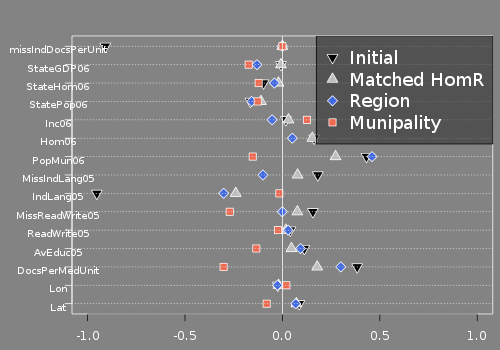 missIndDocsPerUnit
StateGDP06
StateHom06
StatePop06
Inc06
Hom06
PopMun06
MissIndLang05
IndLang05
MissReadWrite05
ReadWrite05
AvEduc05
DocsPerMedUnit
Lon
Lat
Initial
Matched HomR
Region
Munipality
-1.0 -0.5 0.0 0.5 1.0